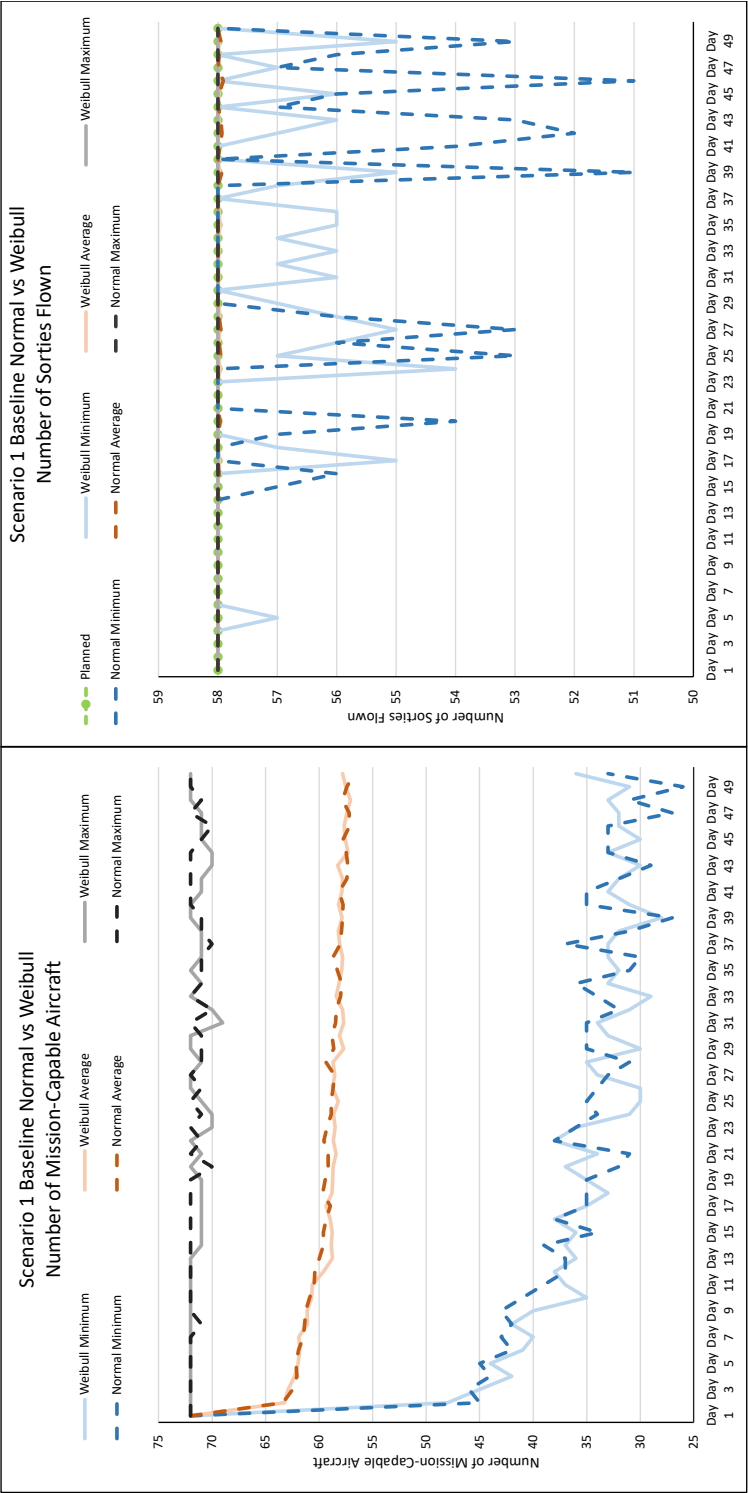 Scenario 1 Baseline Normal vs Weibull
Number of Mission-Capable Aircraft
Weibull Minimum
Weibull Average
Weibull Maximum
Normal Minimum
Normal Average
Normal Maximum
Number of Mission-Capable Aircraft
75
70
65
60
55
50
45
40
35
30
25
Day Day Day Day Day Day Day Day Day Day Day Day Day Day Day Day Day Day Day Day Day Day Day Day Day
1 3 5 7 9 11 13 15 17 19 21 23 25 27 29 31 33 35 37 39 41 43 45 47 49
Scenario 1 Baseline Normal vs Weibull
Number of Sorties Flown
Planned
Weibull Minimum
Weibull Average
Weibull Maximum
Normal Minimum
Normal Average
Normal Maximum
Number of Sorties Flown
59
58
57
56
55
54
53
52
51
50
Day Day Day Day Day Day Day Day Day Day Day Day Day Day Day Day Day Day Day Day Day Day Day Day Day
1 3 5 7 9 11 13 15 17 19 21 23 25 27 29 31 33 35 37 39 41 43 45 47 49